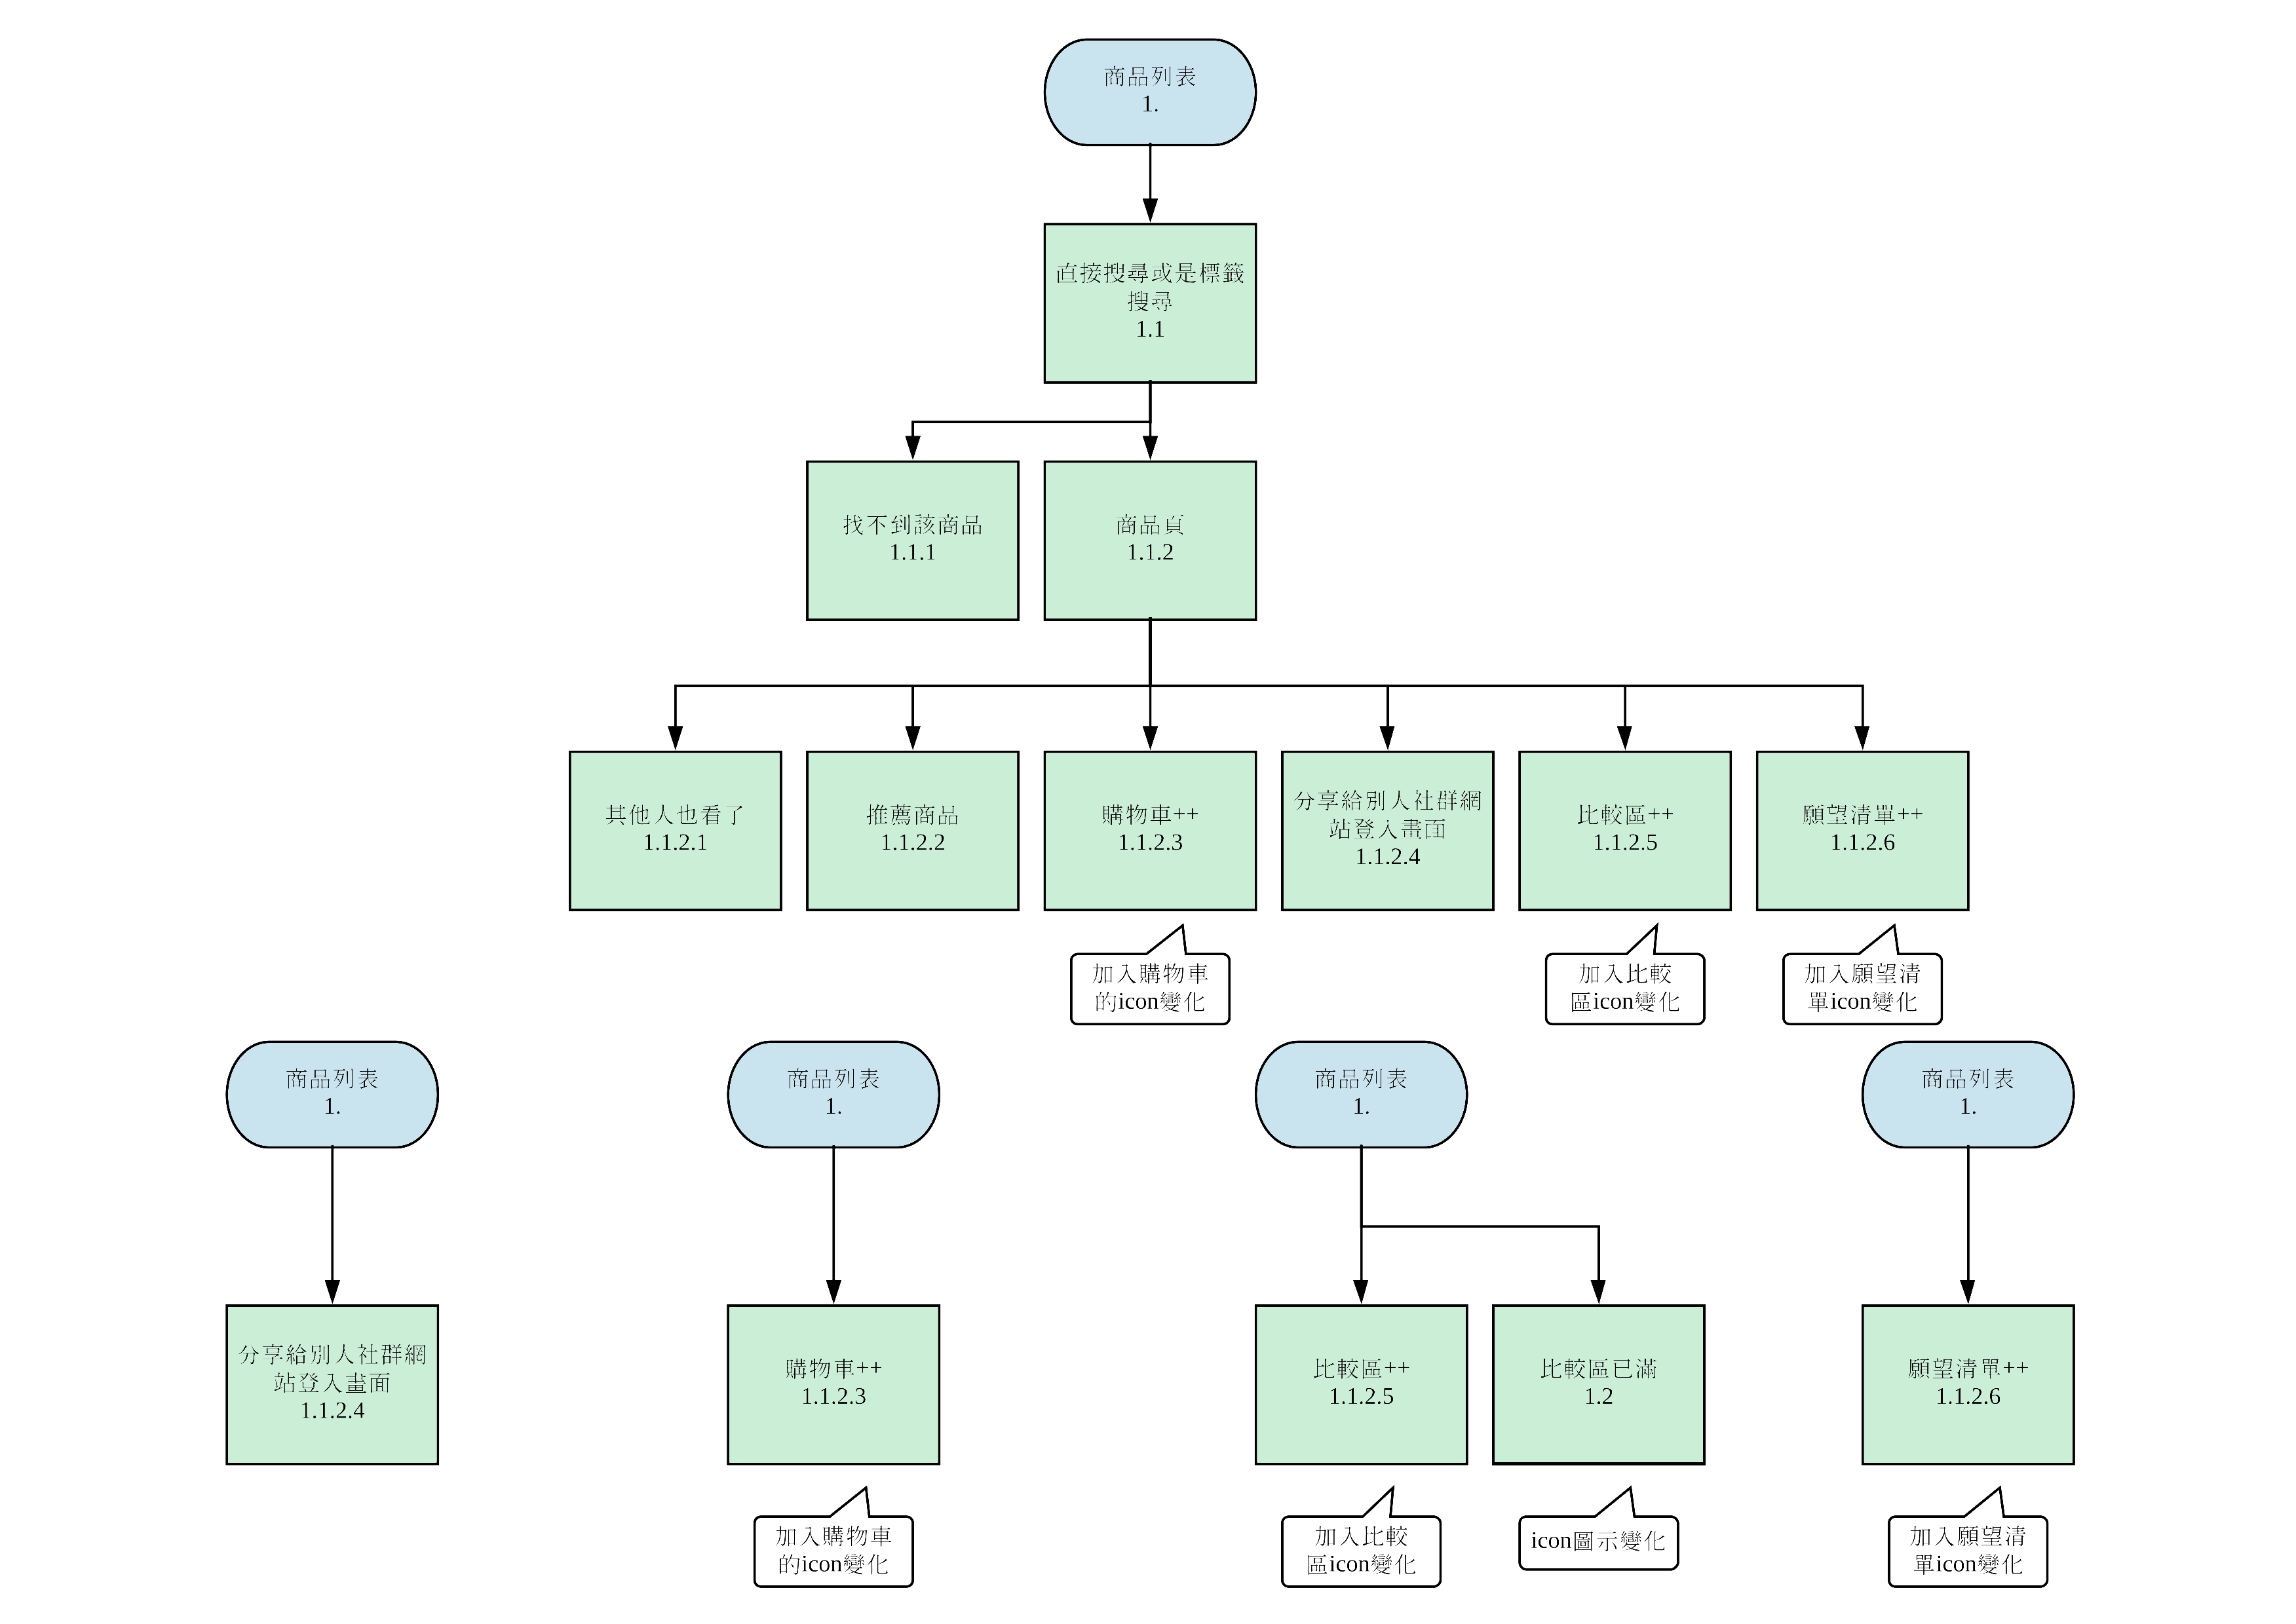 商品列表
1.
直接搜尋或是標籤
搜尋
1.1
找不到該商品
1.1.1
商品頁
1.1.2
其他人也看了
1.1.2.1
推薦商品
1.1.2.2
購物車++
1.1.2.3
分享給別人社群網
站登入畫面
1.1.2.4
比較區++
1.1.2.5
願望清單++
1.1.2.6
加入購物車
的icon變化
加入比較
區icon變化
加入願望清
單icon變化
商品列表
1.
商品列表
1.
商品列表
1.
商品列表
1.
分享給別人社群網
站登入畫面
1.1.2.4
購物車++
1.1.2.3
比較區++
1.1.2.5
比較區已滿
1.2
願望清單++
1.1.2.6
加入購物車
的icon變化
加入比較
區icon變化
icon圖示變化
加入願望清
單icon變化